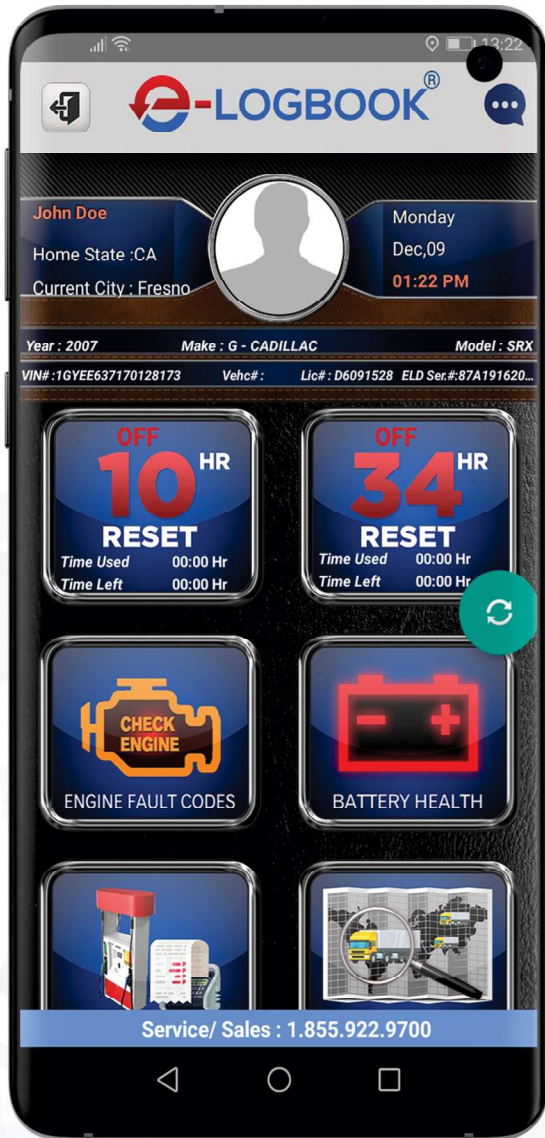 13:22
e-LOGBOOK®
John Doe
Home State :CA
Current City : Fresno
Monday
Dec,09
01:22 PM
Year : 2007 Make : G - CADILLAC Model : SRX
VIN# :1GYEE637170128173 Vehc# : Lic# : D6091528 ELD Ser.#:87A191620...
OFF
10 HR
RESET
Time Used 00:00 Hr
Time Left 00:00 Hr
OFF
34 HR
RESET
Time Used 00:00 Hr
Time Left 00:00 Hr
CHECK
ENGINE
ENGINE FAULT CODES
BATTERY HEALTH
Service/ Sales : 1.855.922.9700